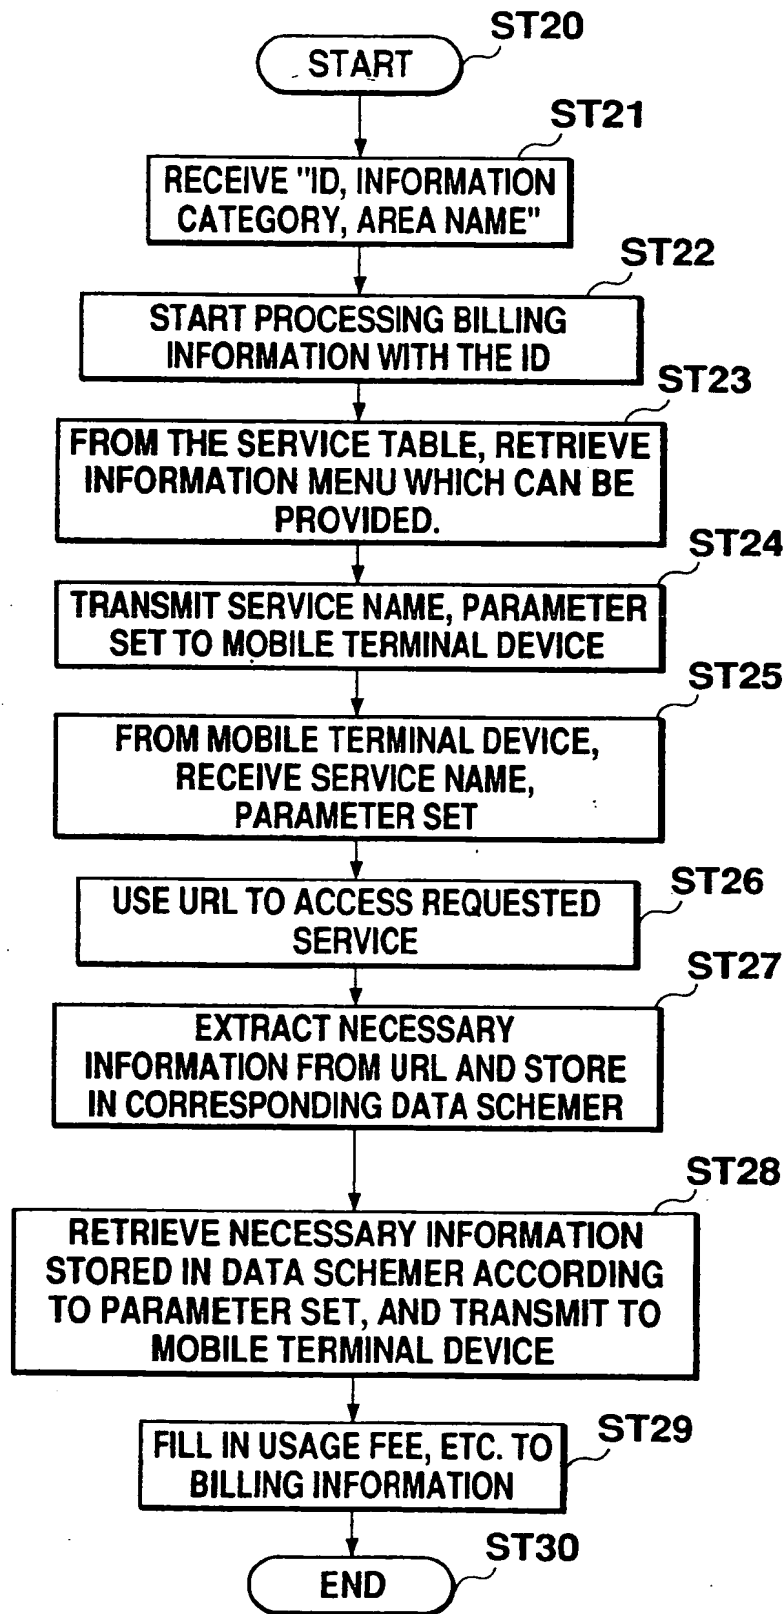 ST20
START
ST21
RECEIVE "ID, INFORMATION
CATEGORY, AREA NAME"
ST22
START PROCESSING BILLING
INFORMATION WITH THE ID
ST23
FROM THE SERVICE TABLE, RETRIEVE
INFORMATION MENU WHICH CAN BE
PROVIDED.
ST24
TRANSMIT SERVICE NAME, PARAMETER
SET TO MOBILE TERMINAL DEVICE
ST25
FROM MOBILE TERMINAL DEVICE,
RECEIVE SERVICE NAME,
PARAMETER SET
ST26
USE URL TO ACCESS REQUESTED
SERVICE
ST27
EXTRACT NECESSARY
INFORMATION FROM URL AND STORE
IN CORRESPONDING DATA SCHEMER
ST28
RETRIEVE NECESSARY INFORMATION
STORED IN DATA SCHEMER ACCORDING
TO PARAMETER SET, AND TRANSMIT TO
MOBILE TERMINAL DEVICE
ST29
FILL IN USAGE FEE, ETC. TO
BILLING INFORMATION
ST30
END